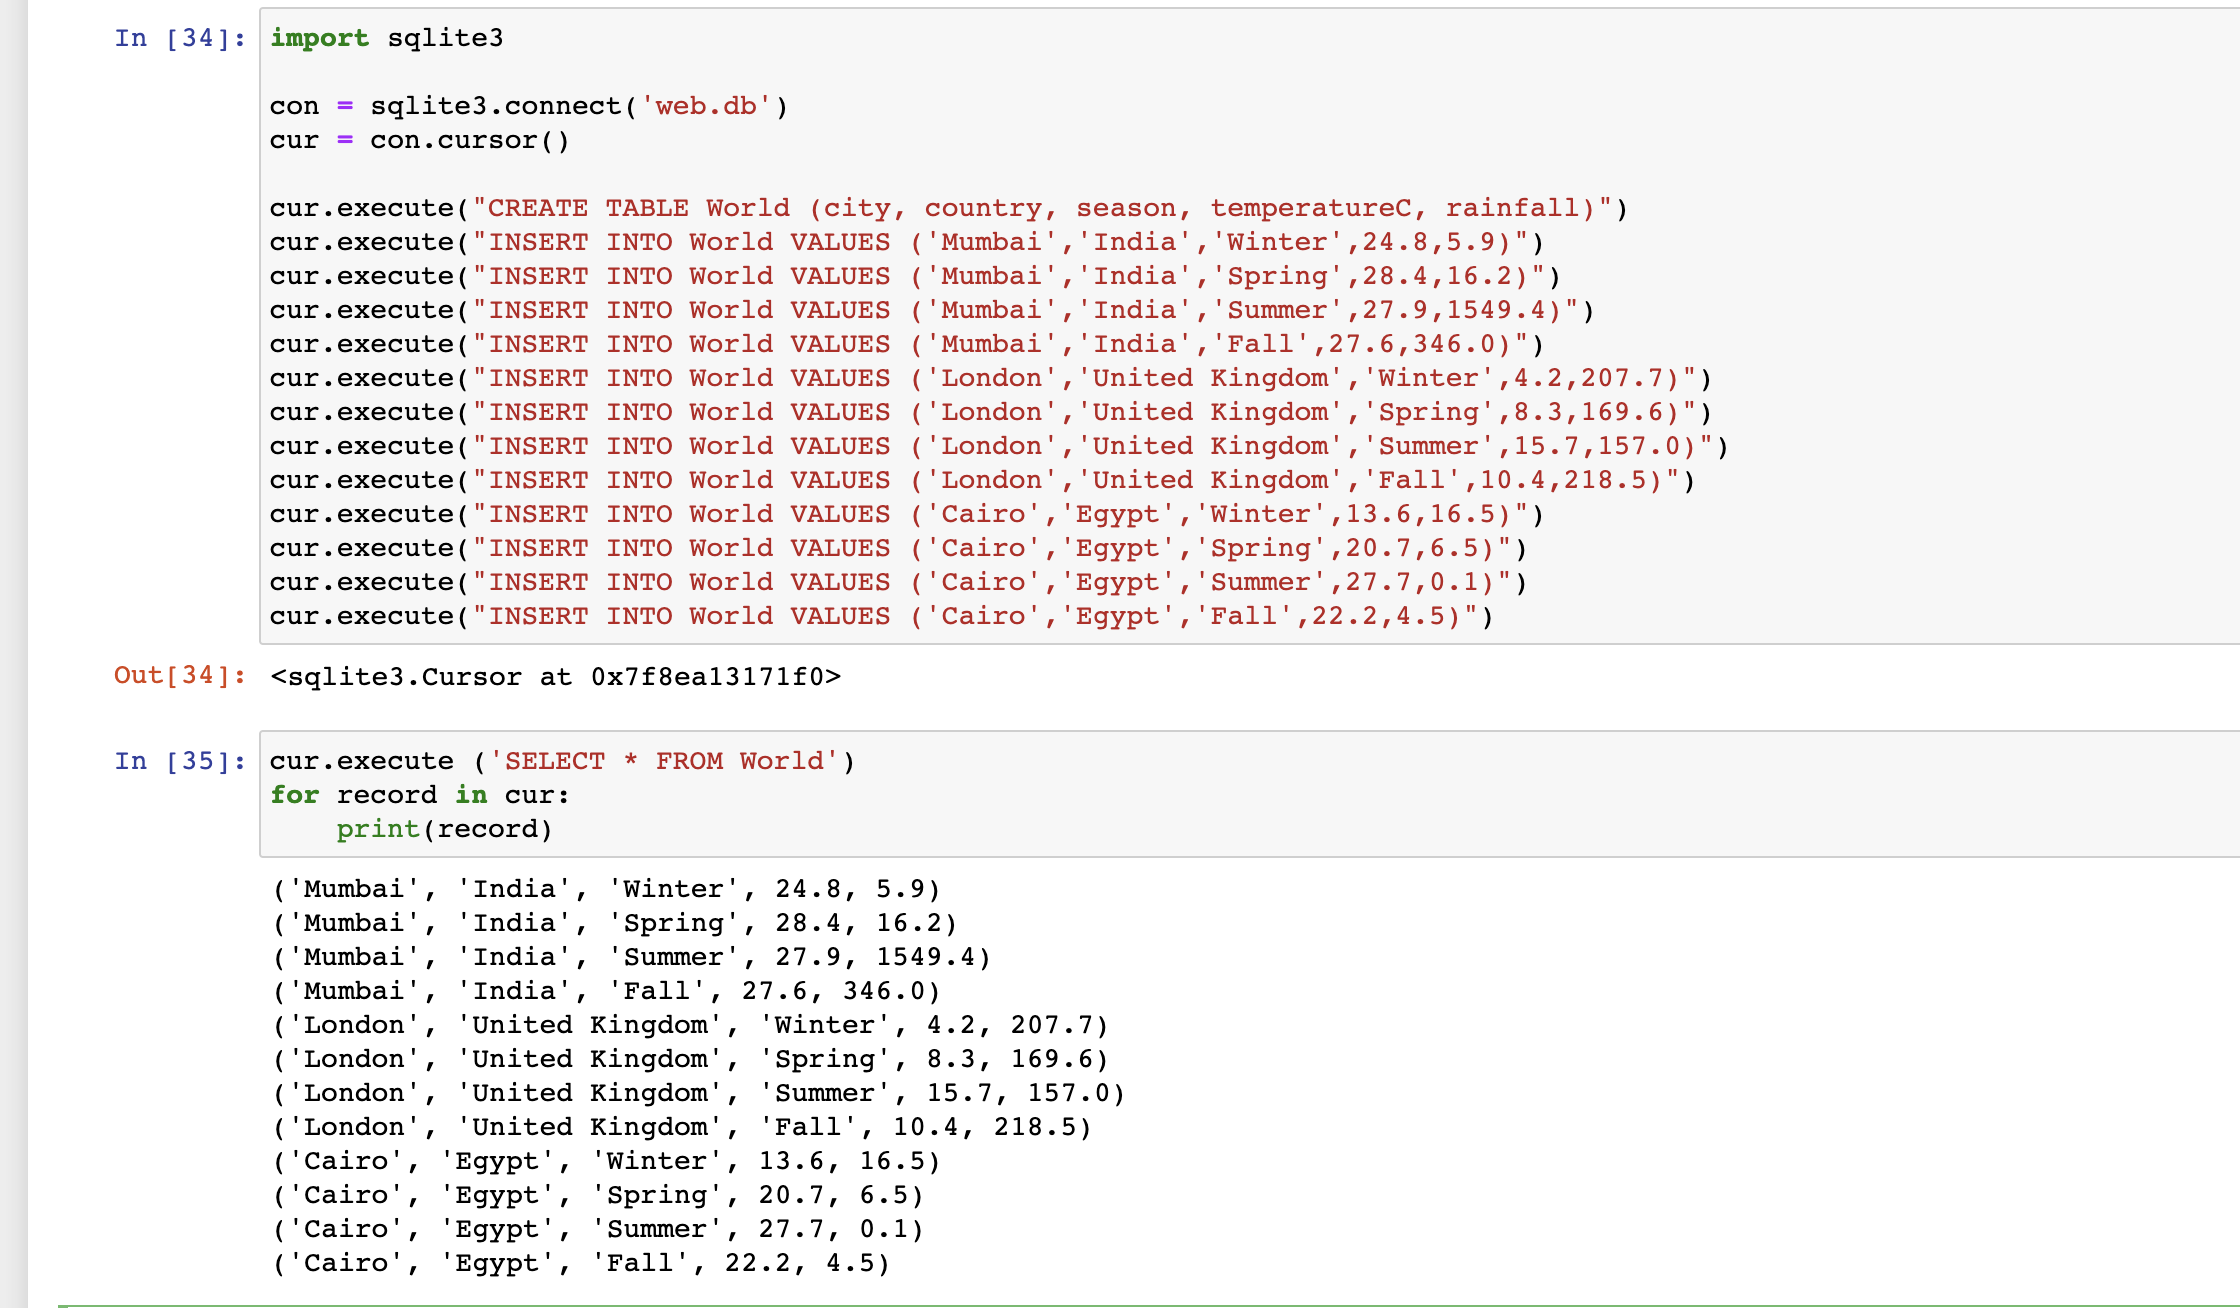 In [34]: import sqlite3
con = sqlite3.connect('web.db')
cur = con.cursor()
cur.execute("CREATE TABLE World (city, country, season, temperatureC, rainfall)")
cur.execute("INSERT INTO World VALUES ('Mumbai','India','Winter',24.8,5.9)")
cur.execute("INSERT INTO World VALUES ('Mumbai','India','Spring',28.4,16.2)")
cur.execute("INSERT INTO World VALUES ('Mumbai','India','Summer',27.9,1549.4)")
cur.execute("INSERT INTO World VALUES ('Mumbai','India','Fall',27.6,346.0)")
cur.execute("INSERT INTO World VALUES ('London','United Kingdom','Winter',4.2,207.7)")
cur.execute("INSERT INTO World VALUES ('London','United Kingdom','Spring',8.3,169.6)")
cur.execute("INSERT INTO World VALUES ('London','United Kingdom','Summer',15.7,157.0)")
cur.execute("INSERT INTO World VALUES ('London','United Kingdom','Fall',10.4,218.5)")
cur.execute("INSERT INTO World VALUES ('Cairo','Egypt','Winter',13.6,16.5)")
cur.execute("INSERT INTO World VALUES ('Cairo','Egypt','Spring',20.7,6.5)")
cur.execute("INSERT INTO World VALUES ('Cairo','Egypt','Summer',27.7,0.1)")
cur.execute("INSERT INTO World VALUES ('Cairo','Egypt','Fall',22.2,4.5)")
Out[34]: <sqlite3.Cursor at 0x7f8ea13171f0>
In [35]: cur.execute ('SELECT * FROM World')
for record in cur:
    print(record)
('Mumbai', 'India', 'Winter', 24.8, 5.9)
('Mumbai', 'India', 'Spring', 28.4, 16.2)
('Mumbai', 'India', 'Summer', 27.9, 1549.4)
('Mumbai', 'India', 'Fall', 27.6, 346.0)
('London', 'United Kingdom', 'Winter', 4.2, 207.7)
('London', 'United Kingdom', 'Spring', 8.3, 169.6)
('London', 'United Kingdom', 'Summer', 15.7, 157.0)
('London', 'United Kingdom', 'Fall', 10.4, 218.5)
('Cairo', 'Egypt', 'Winter', 13.6, 16.5)
('Cairo', 'Egypt', 'Spring', 20.7, 6.5)
('Cairo', 'Egypt', 'Summer', 27.7, 0.1)
('Cairo', 'Egypt', 'Fall', 22.2, 4.5)